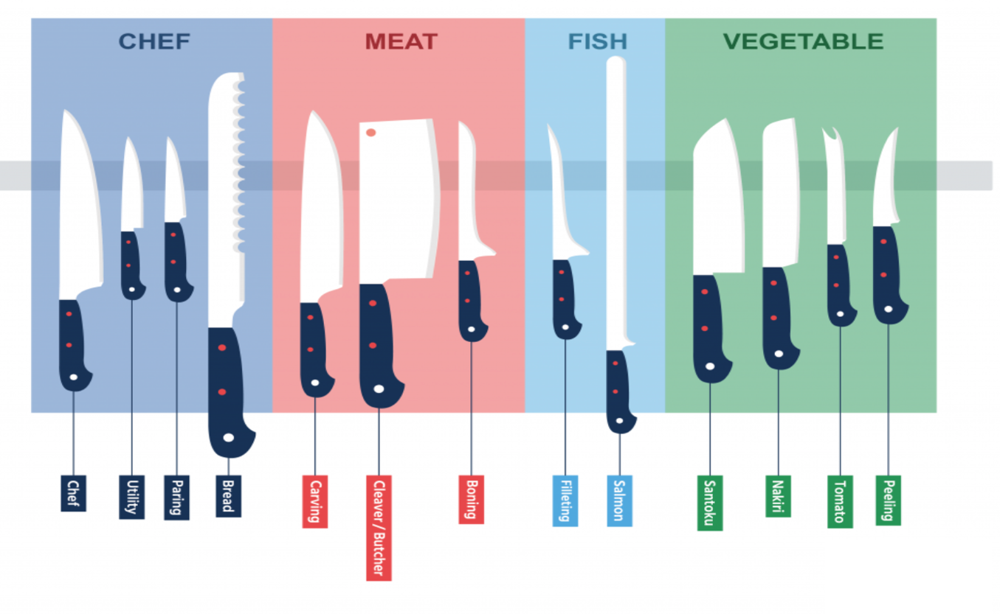 CHEF
MEAT
FISH
VEGETABLE
Chef
Utility
Paring
Bread
Carving
Cleaver / Butcher
Boning
Filleting
Salmon
Santoku
Nakiri
Tomato
Peeling